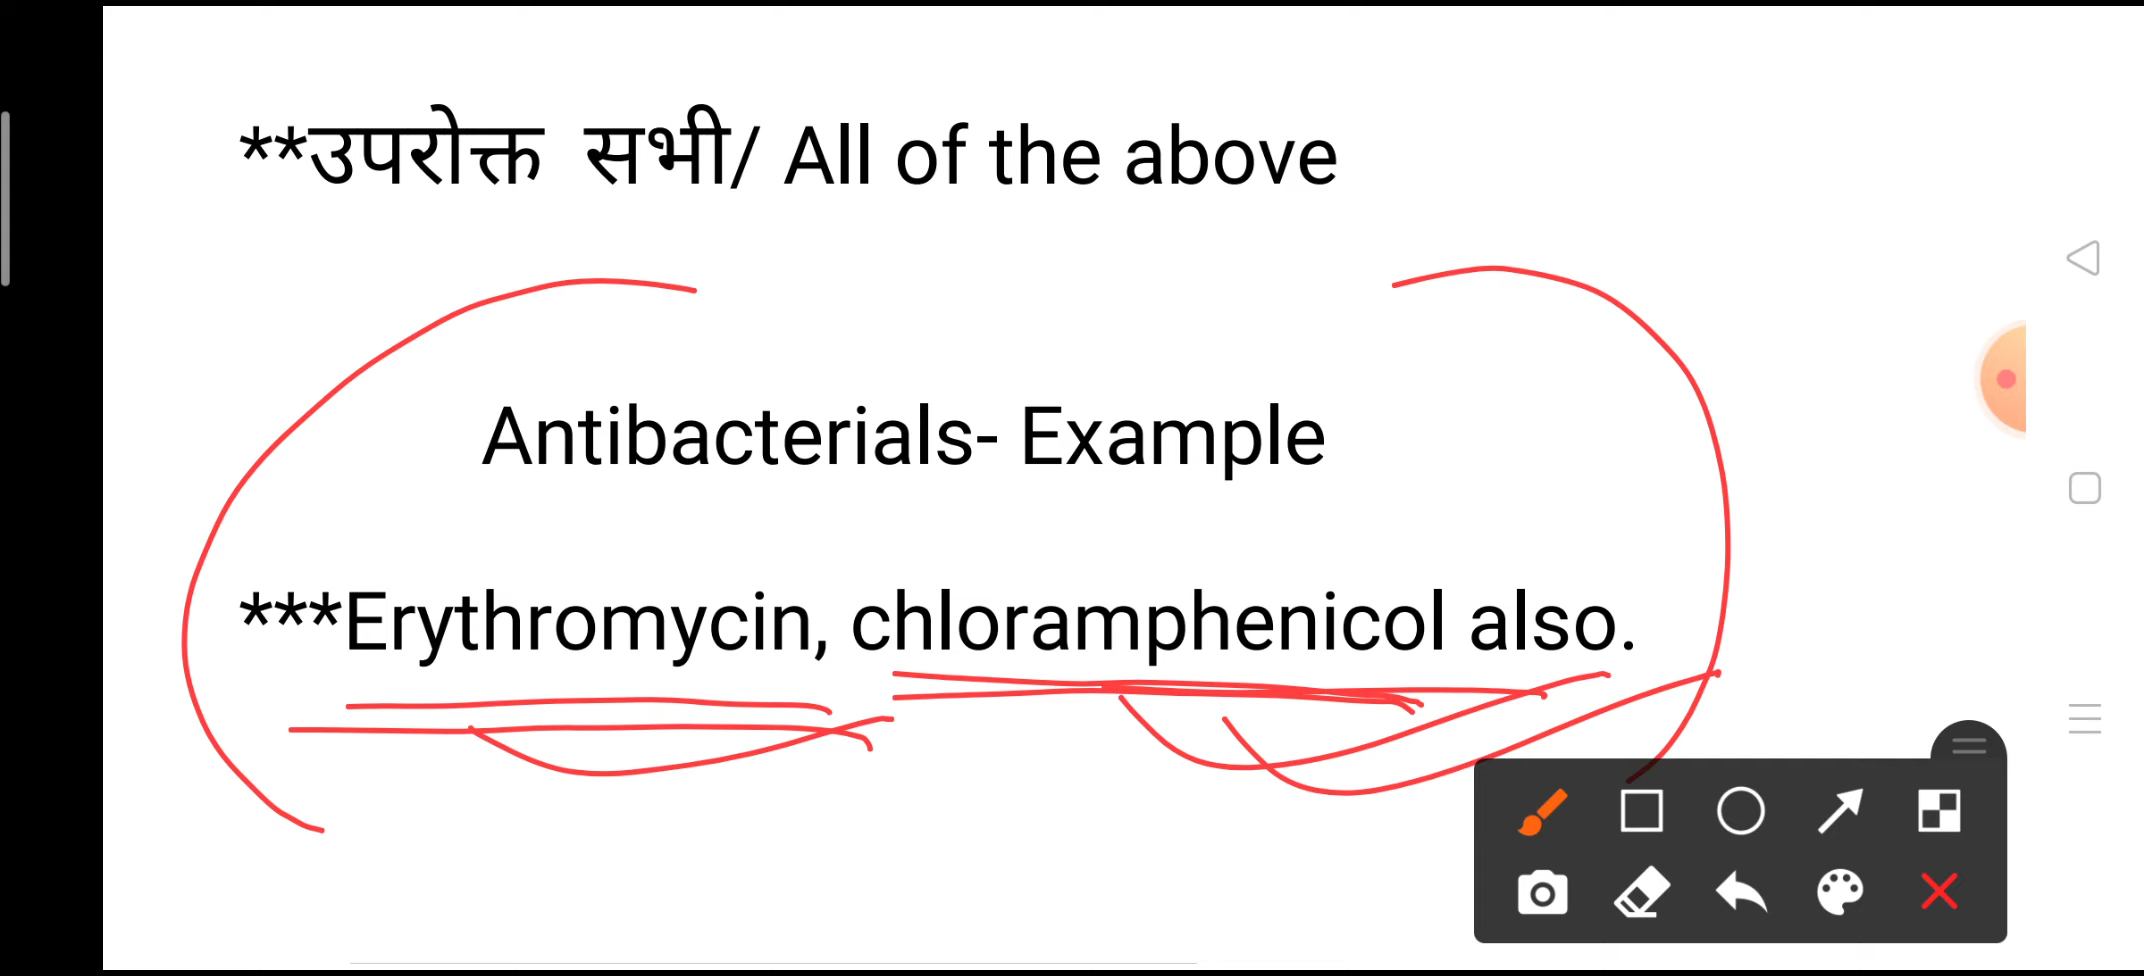 **उपरोक्त सभी/ All of the above
Antibacterials- Example
***Erythromycin, chloramphenicol also.